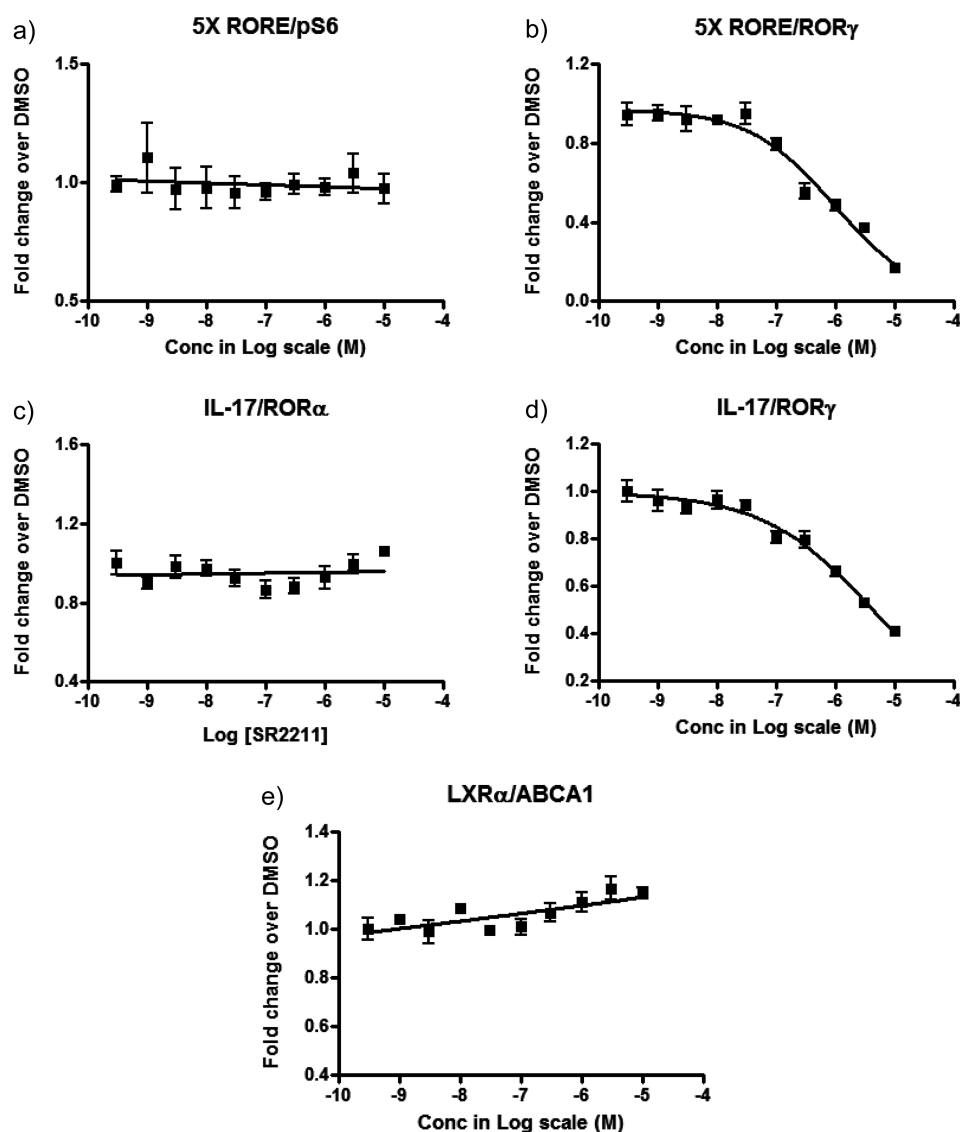 a)
5X RORE/pS6
Fold change over DMSO
1.5
1.0
0.5
-10 -9 -8 -7 -6 -5 -4
Conc in Log scale (M)
b)
5X RORE/RORγ
Fold change over DMSO
1.2
0.8
0.4
0.0
-10 -9 -8 -7 -6 -5 -4
Conc in Log scale (M)
c)
IL-17/RORα
Fold change over DMSO
1.6
1.2
0.8
0.4
-10 -9 -8 -7 -6 -5 -4
Log [SR2211]
d)
IL-17/RORγ
Fold change over DMSO
1.2
1.0
0.8
0.6
0.4
0.2
-10 -9 -8 -7 -6 -5 -4
Conc in Log scale (M)
e)
LXRα/ABCA1
Fold change over DMSO
1.4
1.2
1.0
0.8
0.6
0.4
-10 -9 -8 -7 -6 -5 -4
Conc in Log scale (M)